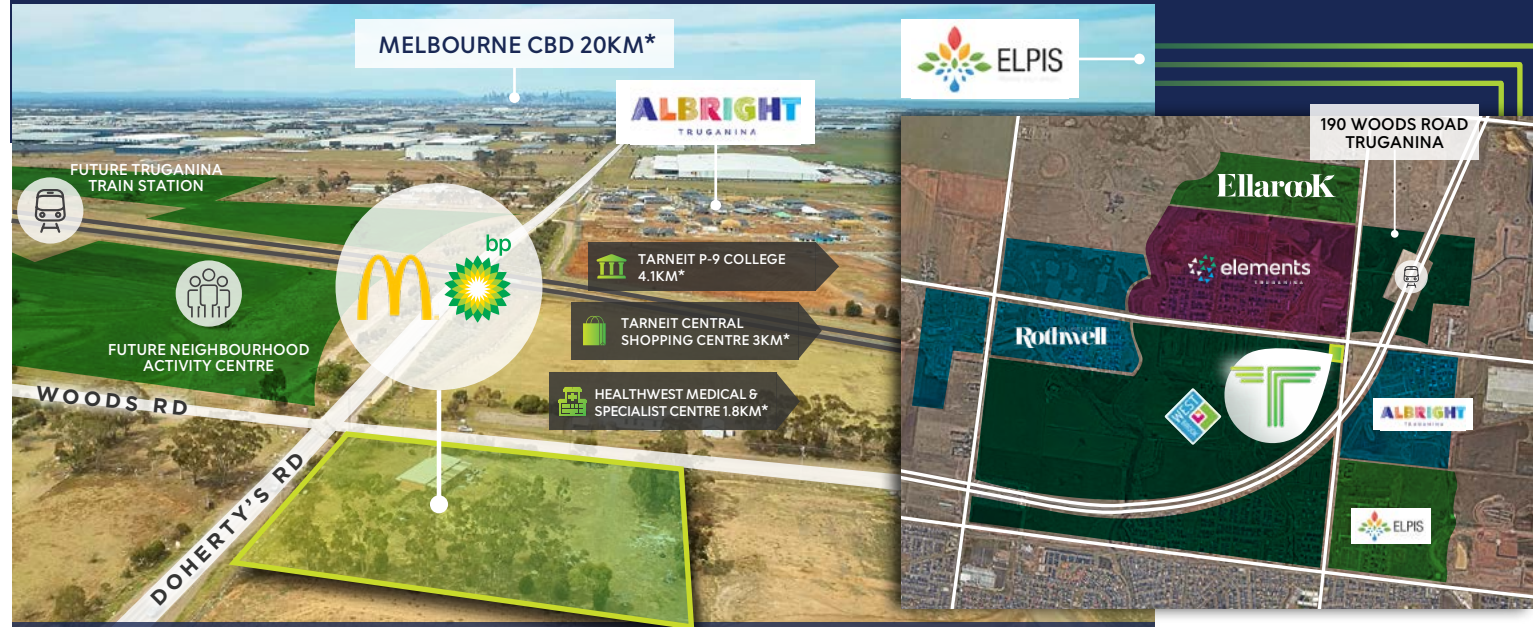 MELBOURNE CBD 20KM*
ELPIS
ALBRIGHT
TRUGANINA
FUTURE TRUGANINA
TRAIN STATION
bp
TARNEIT P-9 COLLEGE
4.1KM*
TARNEIT CENTRAL
SHOPPING CENTRE 3KM*
HEALTHWEST MEDICAL &
SPECIALIST CENTRE 1.8KM*
FUTURE NEIGHBOURHOOD
ACTIVITY CENTRE
WOODS RD
DOHERTY'S RD
190 WOODS ROAD
TRUGANINA
Ellarook
elements
TRUGANINA
Rothwell
WEST
T
ALBRIGHT
TRUGANINA
ELPIS